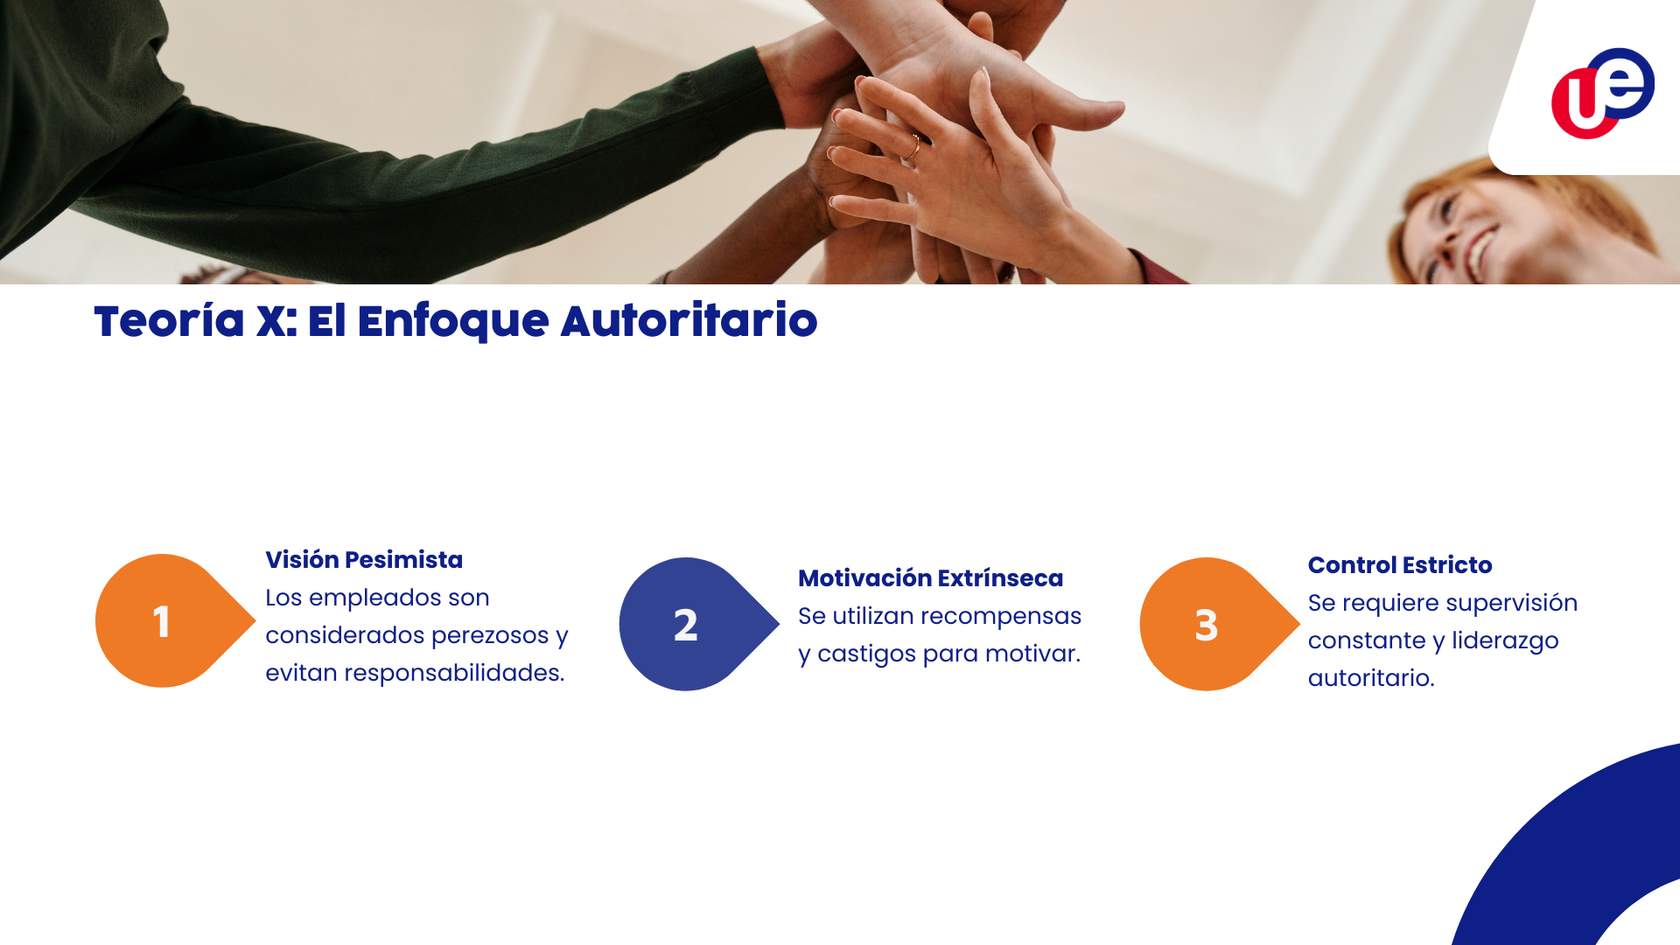 ue
Teoría X: El Enfoque Autoritario
1
Visión Pesimista
Los empleados son
considerados perezosos y
evitan responsabilidades.
2
Motivación Extrínseca
Se utilizan recompensas
y castigos para motivar.
3
Control Estricto
Se requiere supervisión
constante y liderazgo
autoritario.